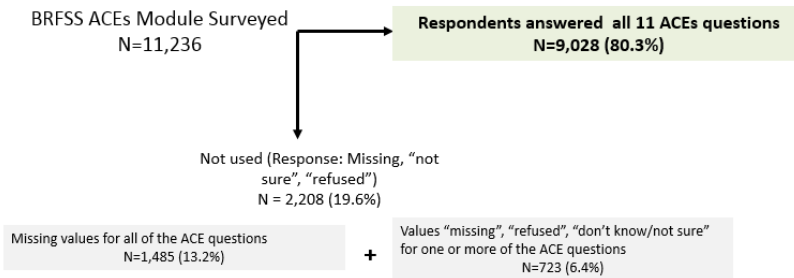 BRFSS ACEs Module Surveyed
N=11,236
Respondents answered all 11 ACEs questions
N=9,028 (80.3%)
Not used (Response: Missing, “not
sure”, “refused”)
N = 2,208 (19.6%)
Missing values for all of the ACE questions
N=1,485 (13.2%)
+
Values “missing”, “refused”, “don’t know/not sure”
for one or more of the ACE questions
N=723 (6.4%)